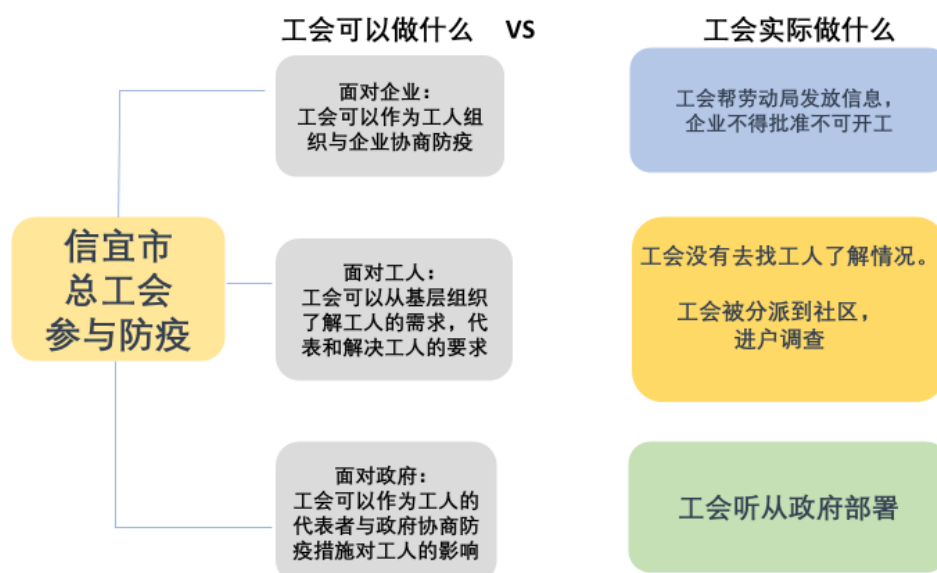 工会可以做什么 VS 工会实际做什么
信宜市
总工会
参与防疫
面对企业：
工会可以作为工人组
织与企业协商防疫
工会帮劳动局发放信息，
企业不得批准不可开工
面对工人：
工会可以从基层组织
了解工人的需求，代
表和解决工人的要求
工会没有去找工人了解情况。
工会被分派到社区，
进户调查
面对政府：
工会可以作为工人的
代表者与政府协商防
疫措施对工人的影响
工会听从政府部署